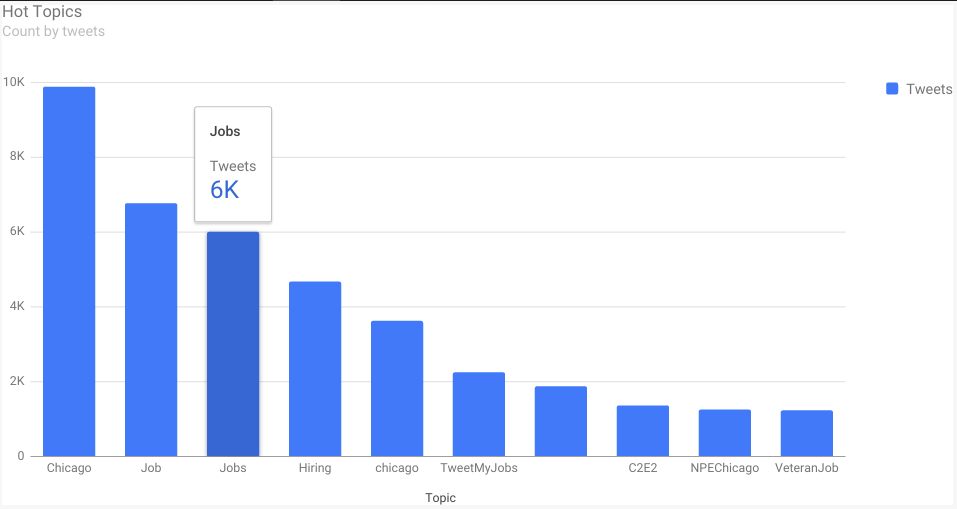 Hot Topics
Count by tweets
10K
8K
6K
4K
2K
0
Jobs
Tweets
6K
Tweets
Chicago Job Jobs Hiring chicago TweetMyJobs C2E2 NPEChicago VeteranJob
Topic